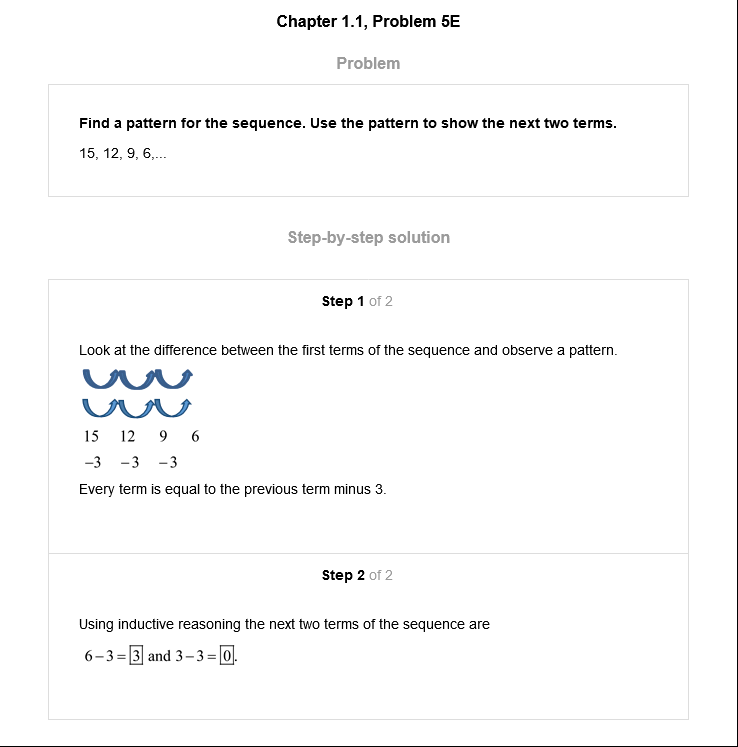 Chapter 1.1, Problem 5E
Problem
Find a pattern for the sequence. Use the pattern to show the next two terms.
15, 12, 9, 6,...
Step-by-step solution
Step 1 of 2
Look at the difference between the first terms of the sequence and observe a pattern.
15 12 9 6
−3 −3 −3
Every term is equal to the previous term minus 3.
Step 2 of 2
Using inductive reasoning the next two terms of the sequence are
6−3=3 and 3−3=0.